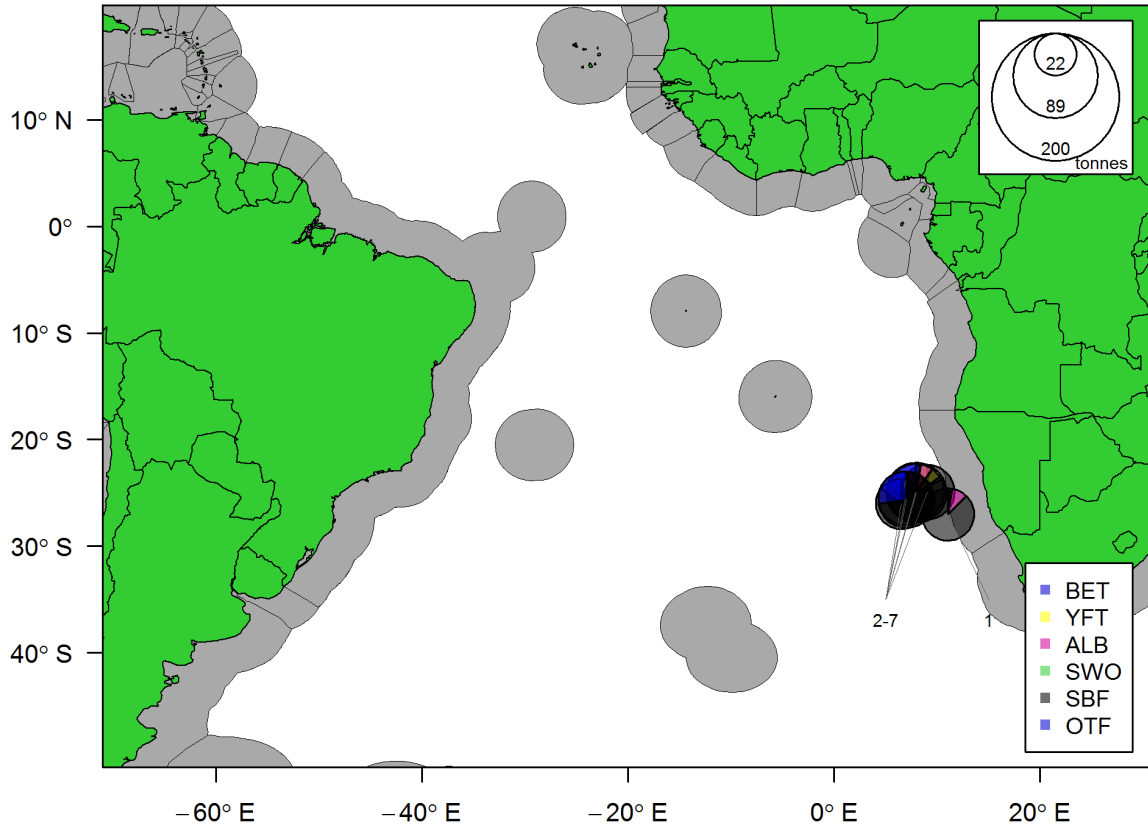 22
89
200
tonnes
10° N
0°
10° S
20° S
30° S
40° S
2-7
1
BET
YFT
ALB
SWO
SBF
OTF
−60° E
−40° E
−20° E
0° E
20° E